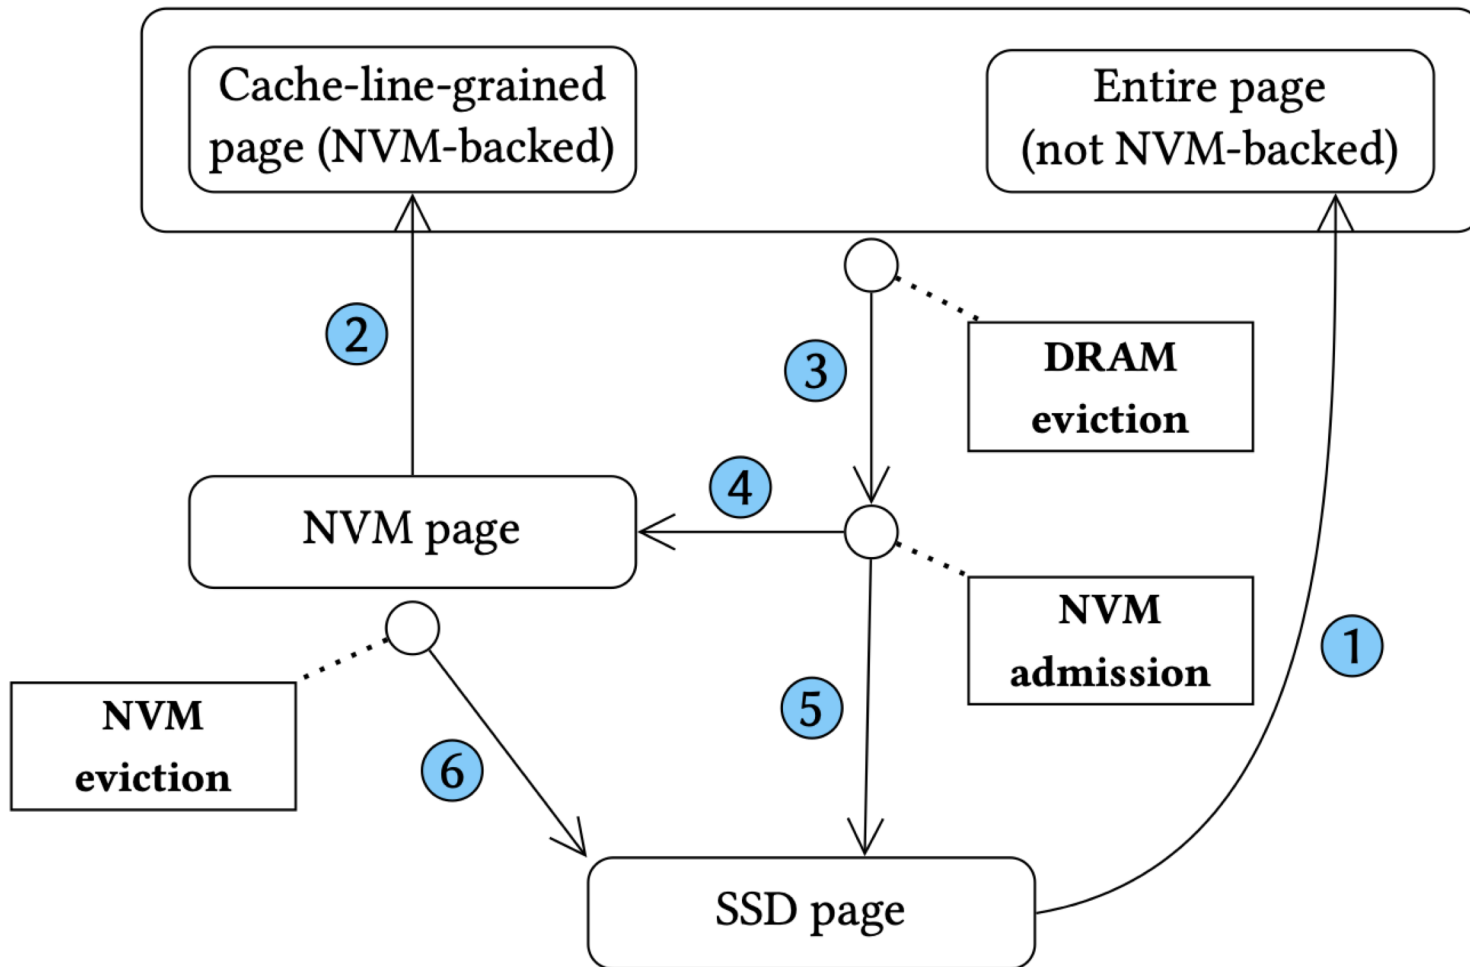 Cache-line-grained
page (NVM-backed)
Entire page
(not NVM-backed)
2
3
DRAM
eviction
4
NVM page
NVM
admission
1
5
NVM
eviction
6
SSD page